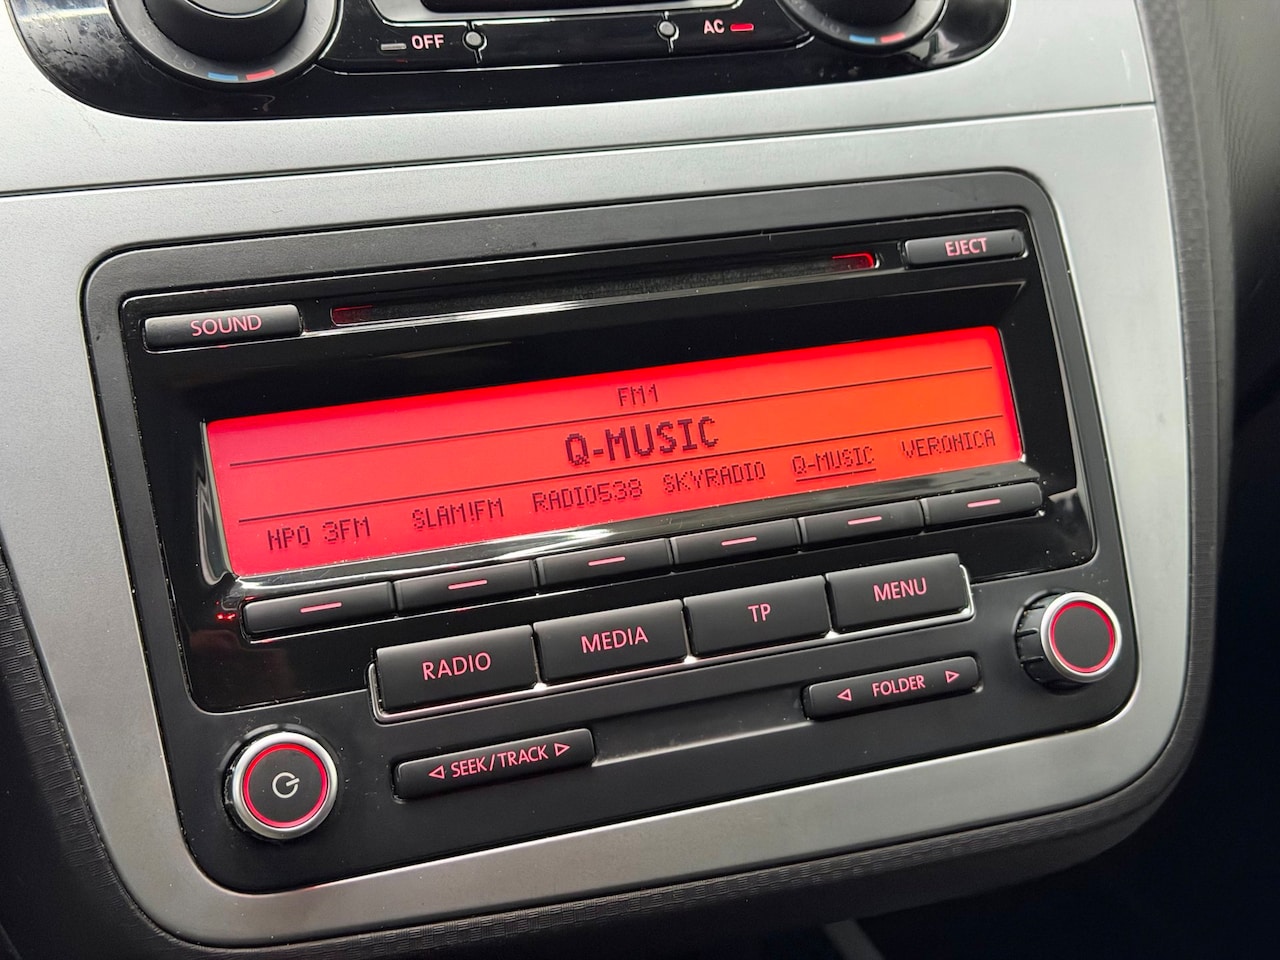 OFF AC
EJECT
SOUND
FM1
Q-MUSIC
NPO 3FM SLAM!FM RADIO538 SKYRADIO Q-MUSIC VERONICA
RADIO MEDIA TP MENU
FOLDER
SEEK/TRACK